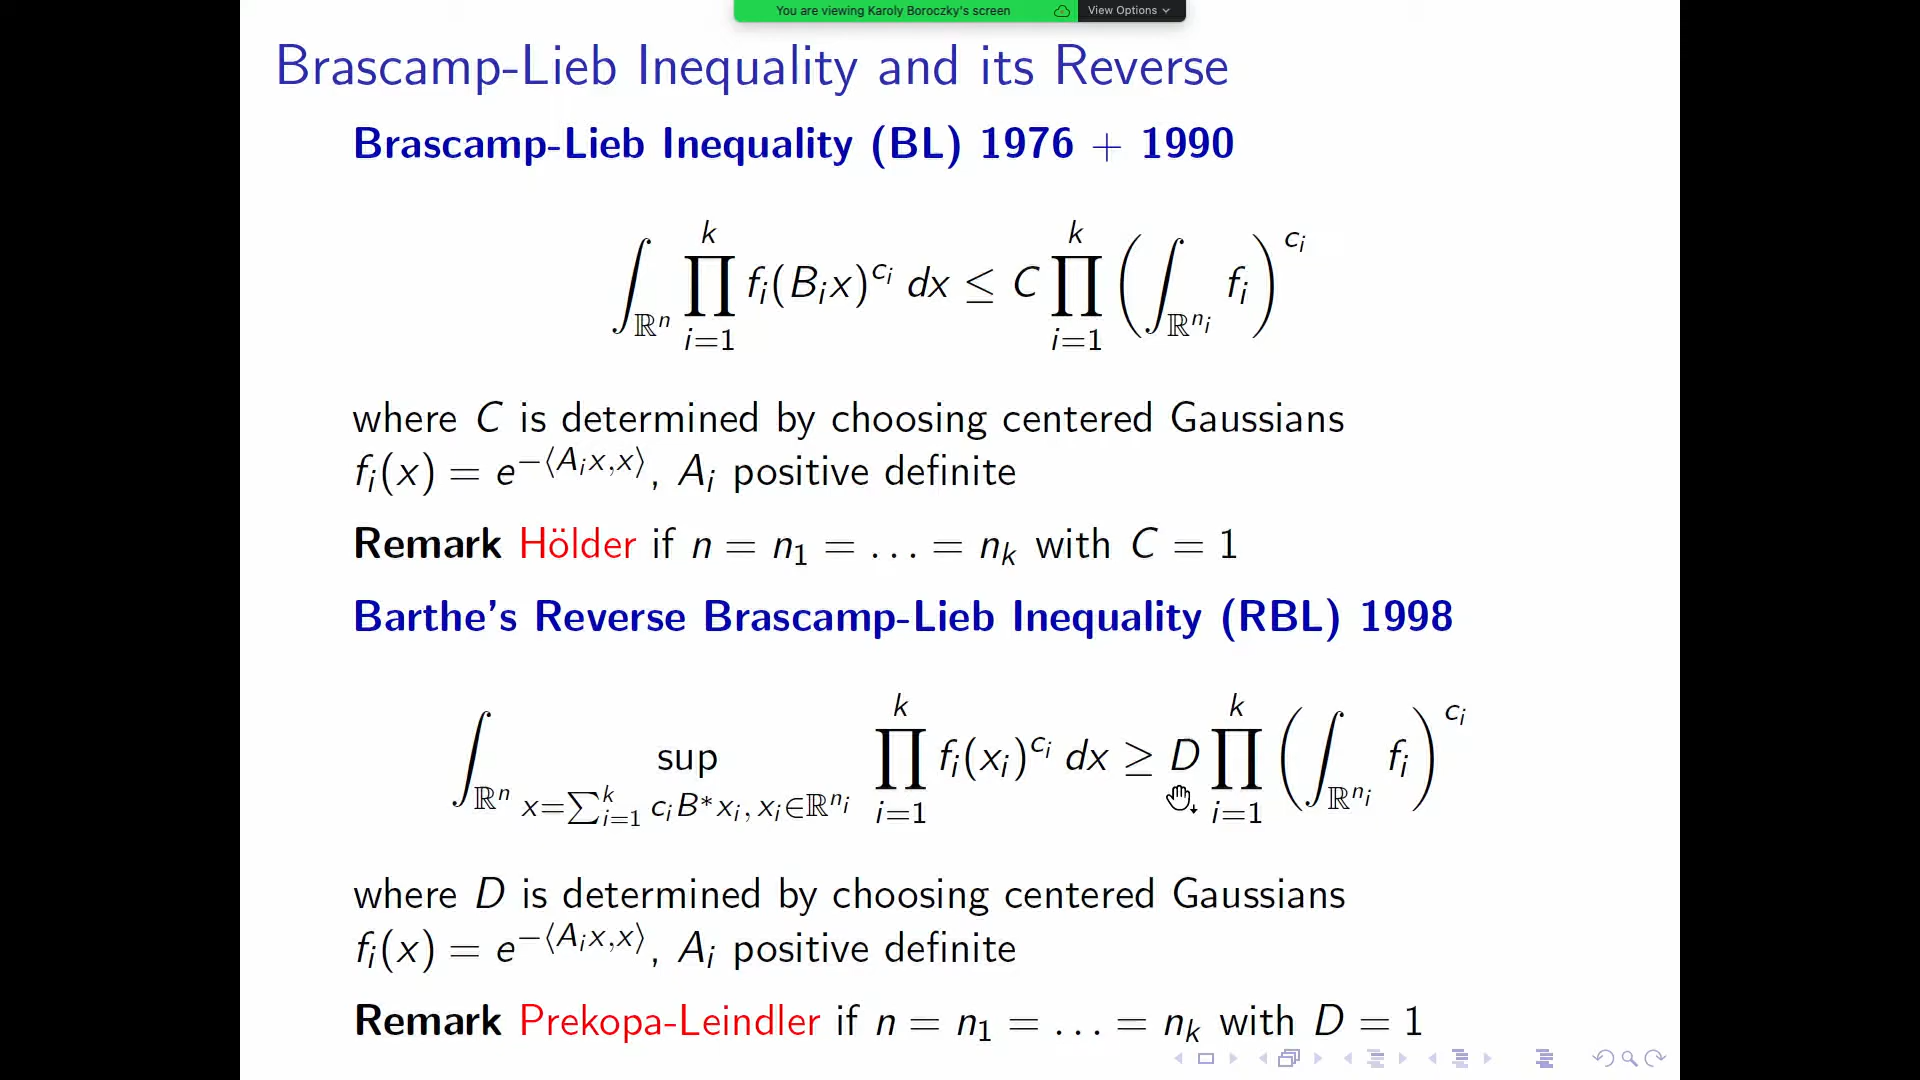 You are viewing Karoly Boroczky's screen View Options
Brascamp-Lieb Inequality and its Reverse
Brascamp-Lieb Inequality (BL) 1976 + 1990
∫_{ℝⁿ} ∏_{i=1}^{k} f_i(B_i x)^{c_i} dx ≤ C ∏_{i=1}^{k} (∫_{ℝ^{n_i}} f_i)^{c_i}
where C is determined by choosing centered Gaussians
f_i(x) = e^{−⟨A_i x,x⟩}, A_i positive definite
Remark Hölder if n = n_1 = … = n_k with C = 1
Barthe's Reverse Brascamp-Lieb Inequality (RBL) 1998
∫_{ℝⁿ} sup_{x=∑_{i=1}^{k} c_i B* x_i, x_i∈ℝ^{n_i}} ∏_{i=1}^{k} f_i(x_i)^{c_i} dx ≥ D ∏_{i=1}^{k} (∫_{ℝ^{n_i}} f_i)^{c_i}
where D is determined by choosing centered Gaussians
f_i(x) = e^{−⟨A_i x,x⟩}, A_i positive definite
Remark Prekopa-Leindler if n = n_1 = … = n_k with D = 1